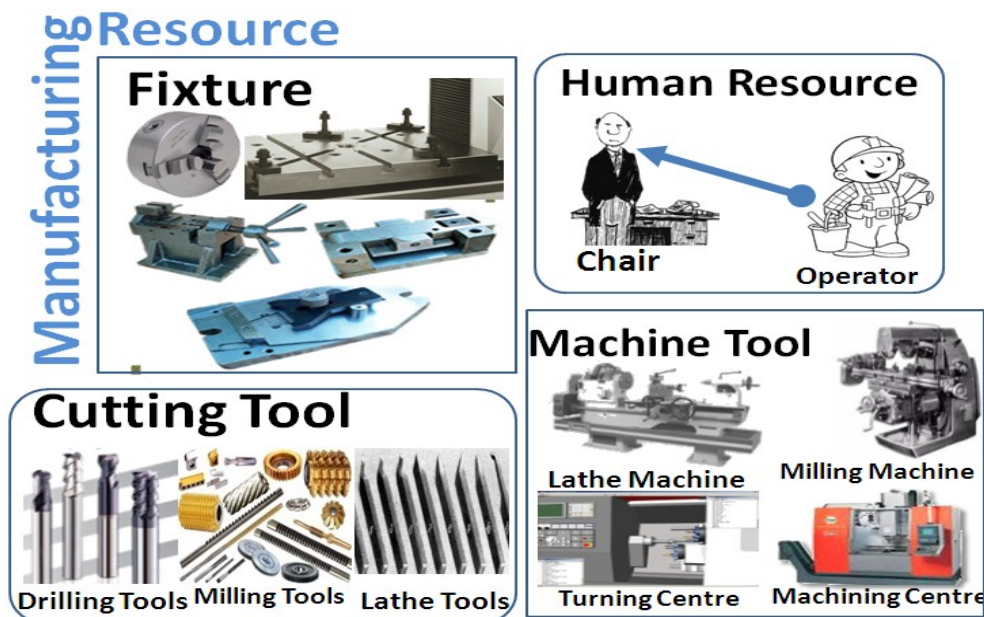 Manufacturing
Resource
Fixture
Human Resource
Chair
Operator
Machine Tool
Lathe Machine
Milling Machine
Turning Centre
Machining Centre
Cutting Tool
Drilling Tools
Milling Tools
Lathe Tools